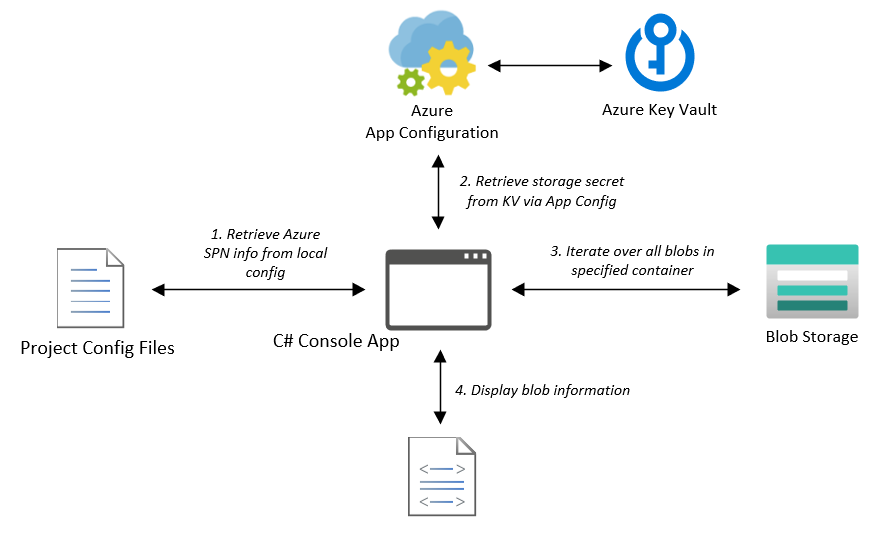 Azure
App Configuration
Azure Key Vault
2. Retrieve storage secret
from KV via App Config
1. Retrieve Azure
SPN info from local
config
3. Iterate over all blobs in
specified container
Project Config Files
C# Console App
Blob Storage
4. Display blob information